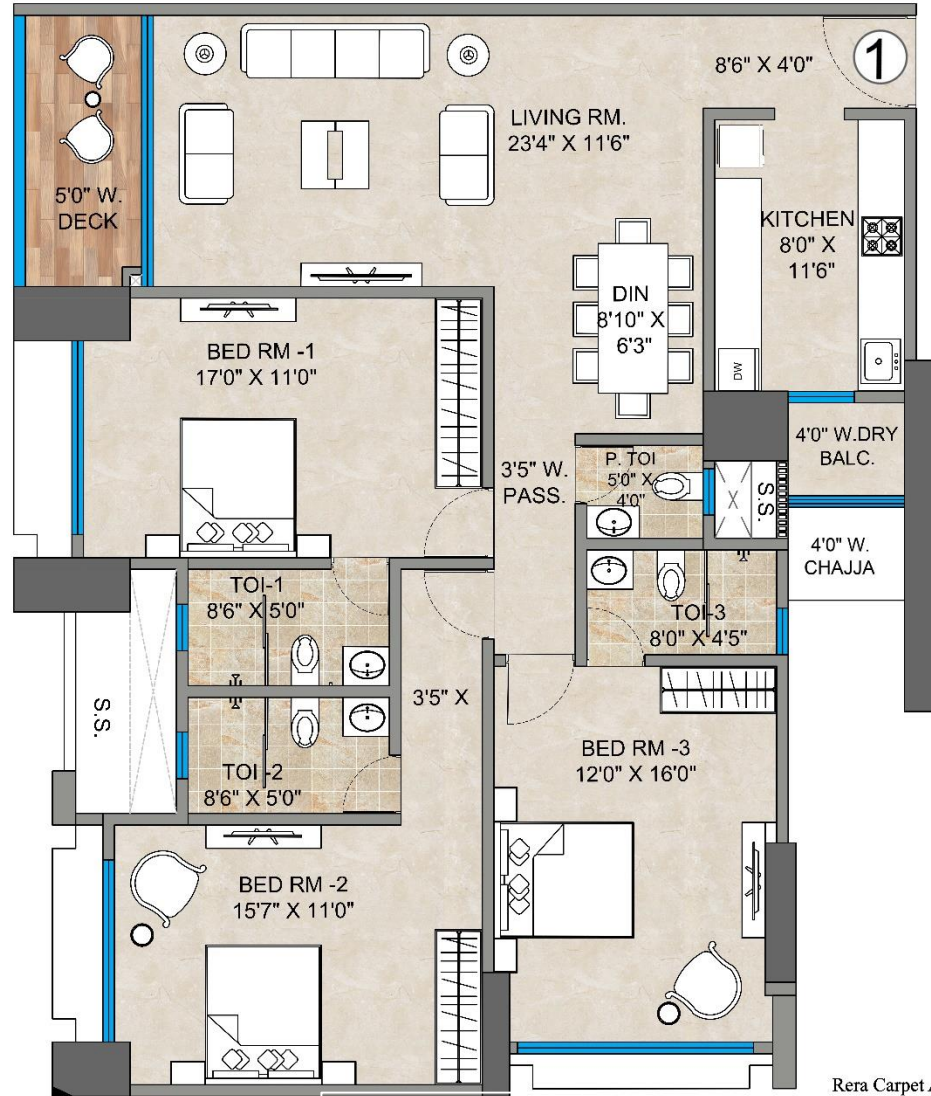 1
8'6" X 4'0"
LIVING RM.
23'4" X 11'6"
5'0" W.
DECK
KITCHEN
8'0" X
11'6"
DIN
8'10" X
6'3"
BED RM -1
17'0" X 11'0"
DW
4'0" W.DRY
BALC.
3'5" W.
PASS.
P. TOI
5'0" X
4'0"
S.S.
4'0" W.
CHAJJA
TOI-1
8'6" X 5'0"
TOI-3
8'0" X 4'5"
S.S.
3'5" X
TOI-2
8'6" X 5'0"
BED RM -3
12'0" X 16'0"
BED RM -2
15'7" X 11'0"
Rera Carpet